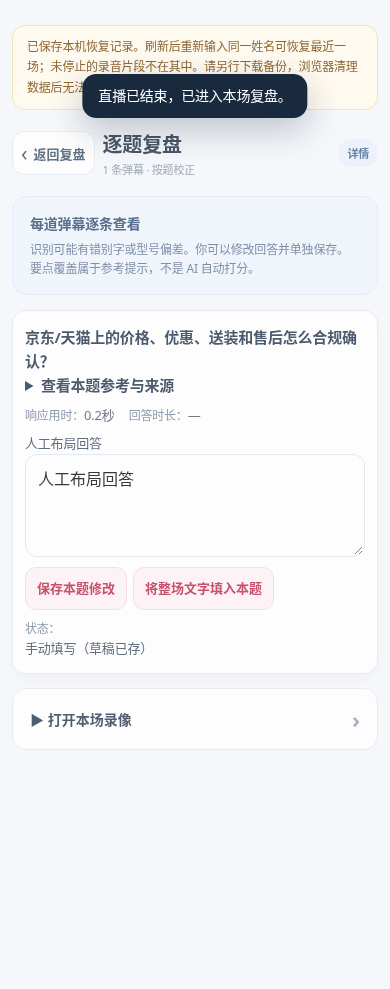 已保存本机恢复记录。刷新后重新输入同一姓名可恢复最近一
场；未停止的录音片段不在其中。请另行下载备份，浏览器清理
数据后无法
直播已结束，已进入本场复盘。
‹ 返回复盘
逐题复盘
1 条弹幕 · 按题校正
详情
每道弹幕逐条查看
识别可能有错别字或型号偏差。你可以修改回答并单独保存。
要点覆盖属于参考提示，不是 AI 自动打分。
京东/天猫上的价格、优惠、送装和售后怎么合规确
认？
▶ 查看本题参考与来源
响应用时：0.2秒 回答时长：—
人工布局回答
人工布局回答
保存本题修改
将整场文字填入本题
状态：
手动填写（草稿已存）
▶ 打开本场录像 ›